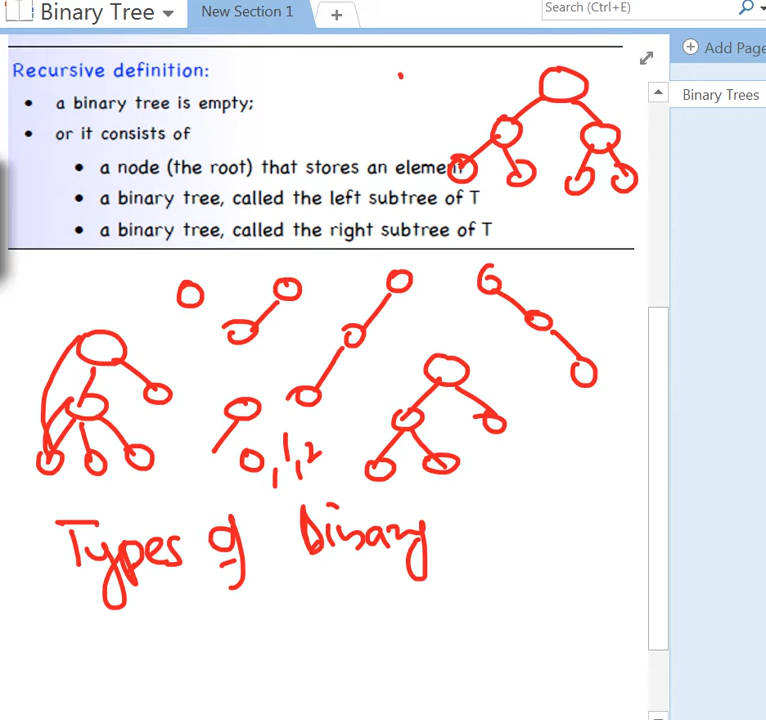 Binary Tree
New Section 1
+
Search (Ctrl+E)
Add Page
Binary Trees
Recursive definition:
• a binary tree is empty;
• or it consists of
• a node (the root) that stores an element
• a binary tree, called the left subtree of T
• a binary tree, called the right subtree of T
0,1,2
Types of binary